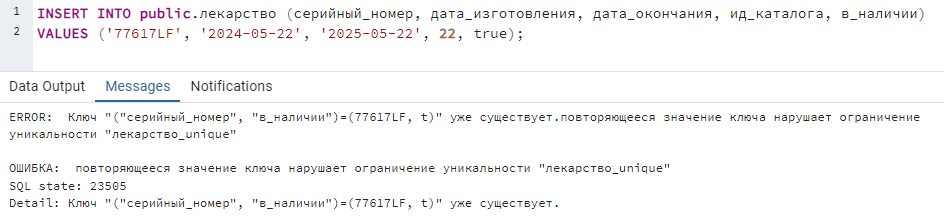 1 INSERT INTO public.лекарство (серийный_номер, дата_изготовления, дата_окончания, ид_каталога, в_наличии)
2 VALUES ('77617LF', '2024-05-22', '2025-05-22', 22, true);
Data Output Messages Notifications
ERROR:  Ключ "("серийный_номер", "в_наличии")=(77617LF, t)" уже существует.повторяющееся значение ключа нарушает ограничение
уникальности "лекарство_unique"
ОШИБКА:  повторяющееся значение ключа нарушает ограничение уникальности "лекарство_unique"
SQL state: 23505
Detail: Ключ "("серийный_номер", "в_наличии")=(77617LF, t)" уже существует.